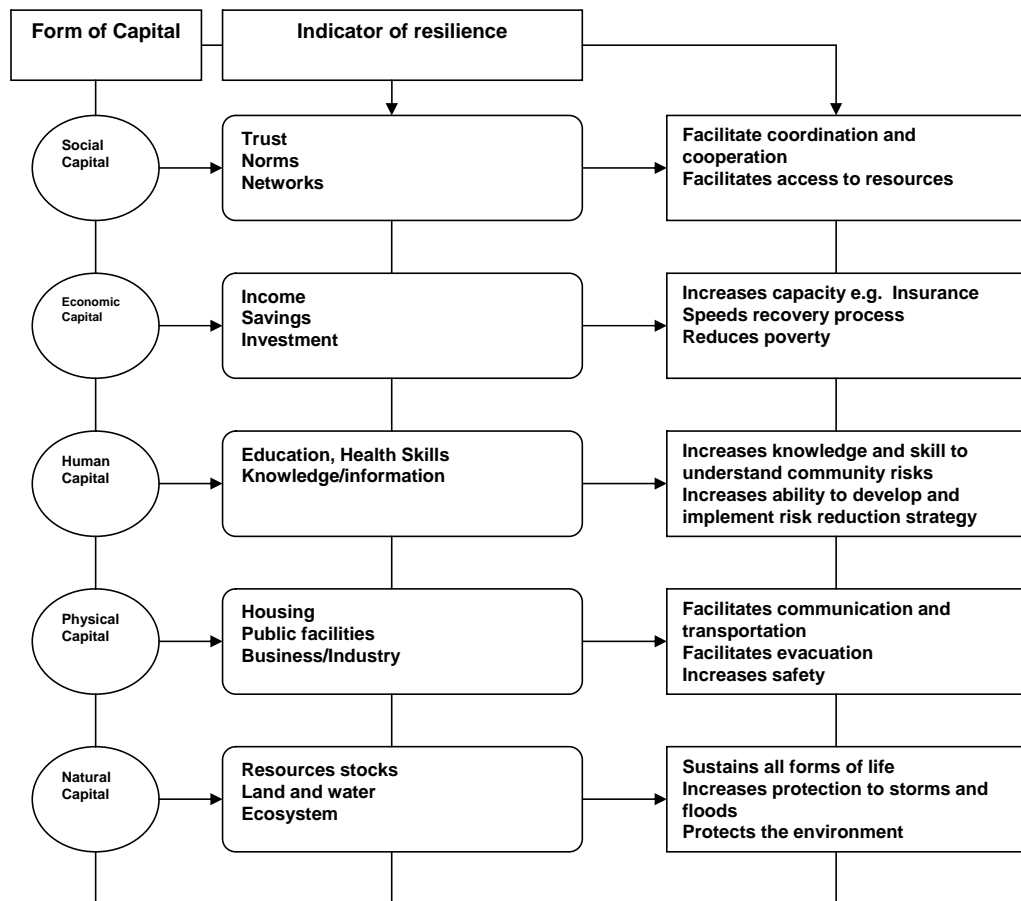 Form of Capital
Indicator of resilience
Social
Capital
Trust
Norms
Networks
Facilitate coordination and
cooperation
Facilitates access to resources
Economic
Capital
Income
Savings
Investment
Increases capacity e.g. Insurance
Speeds recovery process
Reduces poverty
Human
Capital
Education, Health Skills
Knowledge/information
Increases knowledge and skill to
understand community risks
Increases ability to develop and
implement risk reduction strategy
Physical
Capital
Housing
Public facilities
Business/Industry
Facilitates communication and
transportation
Facilitates evacuation
Increases safety
Natural
Capital
Resources stocks
Land and water
Ecosystem
Sustains all forms of life
Increases protection to storms and
floods
Protects the environment